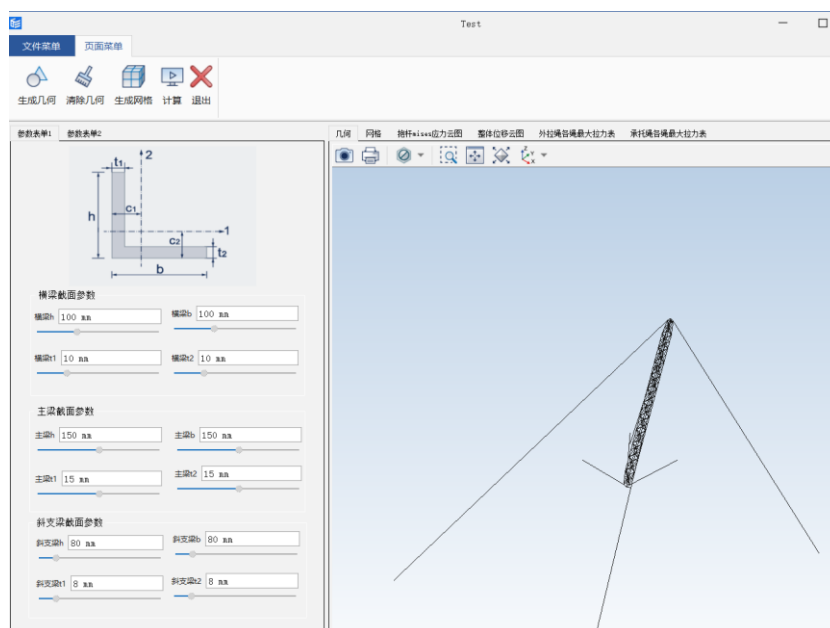 Test
文件菜单 页面菜单
生成几何 清除几何 生成网格 计算 退出
参数表单1 参数表单2
几何 网格 抱杆mises应力云图 整体位移云图 外拉绳各绳最大拉力表 承托绳各绳最大拉力表
2
t1
h
c1
1
c2
t2
b
横梁截面参数
横梁h 100 mm 横梁b 100 mm
横梁t1 10 mm 横梁t2 10 mm
主梁截面参数
主梁h 150 mm 主梁b 150 mm
主梁t1 15 mm 主梁t2 15 mm
斜支梁截面参数
斜支梁h 80 mm 斜支梁b 80 mm
斜支梁t1 8 mm 斜支梁t2 8 mm